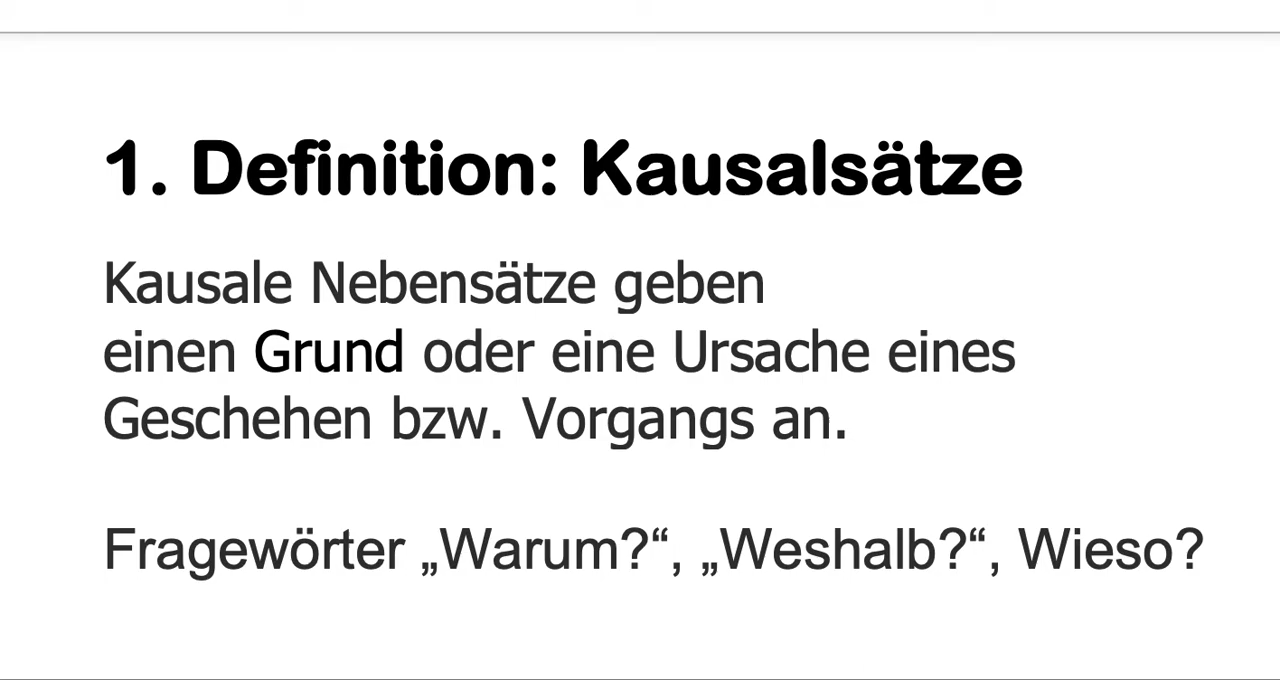 1. Definition: Kausalsätze
Kausale Nebensätze geben
einen Grund oder eine Ursache eines
Geschehen bzw. Vorgangs an.
Fragewörter „Warum?“, „Weshalb?“, Wieso?